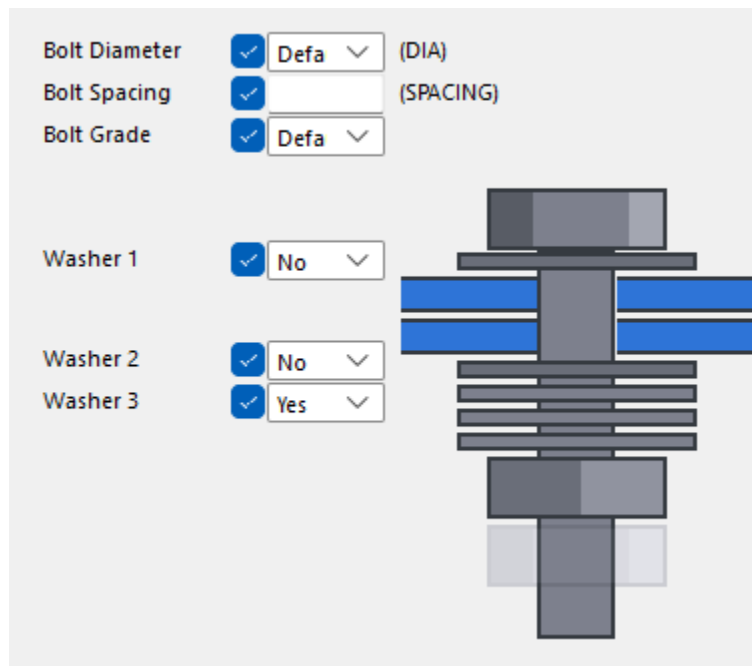 Bolt Diameter Defa (DIA)
Bolt Spacing (SPACING)
Bolt Grade Defa
Washer 1 No
Washer 2 No
Washer 3 Yes